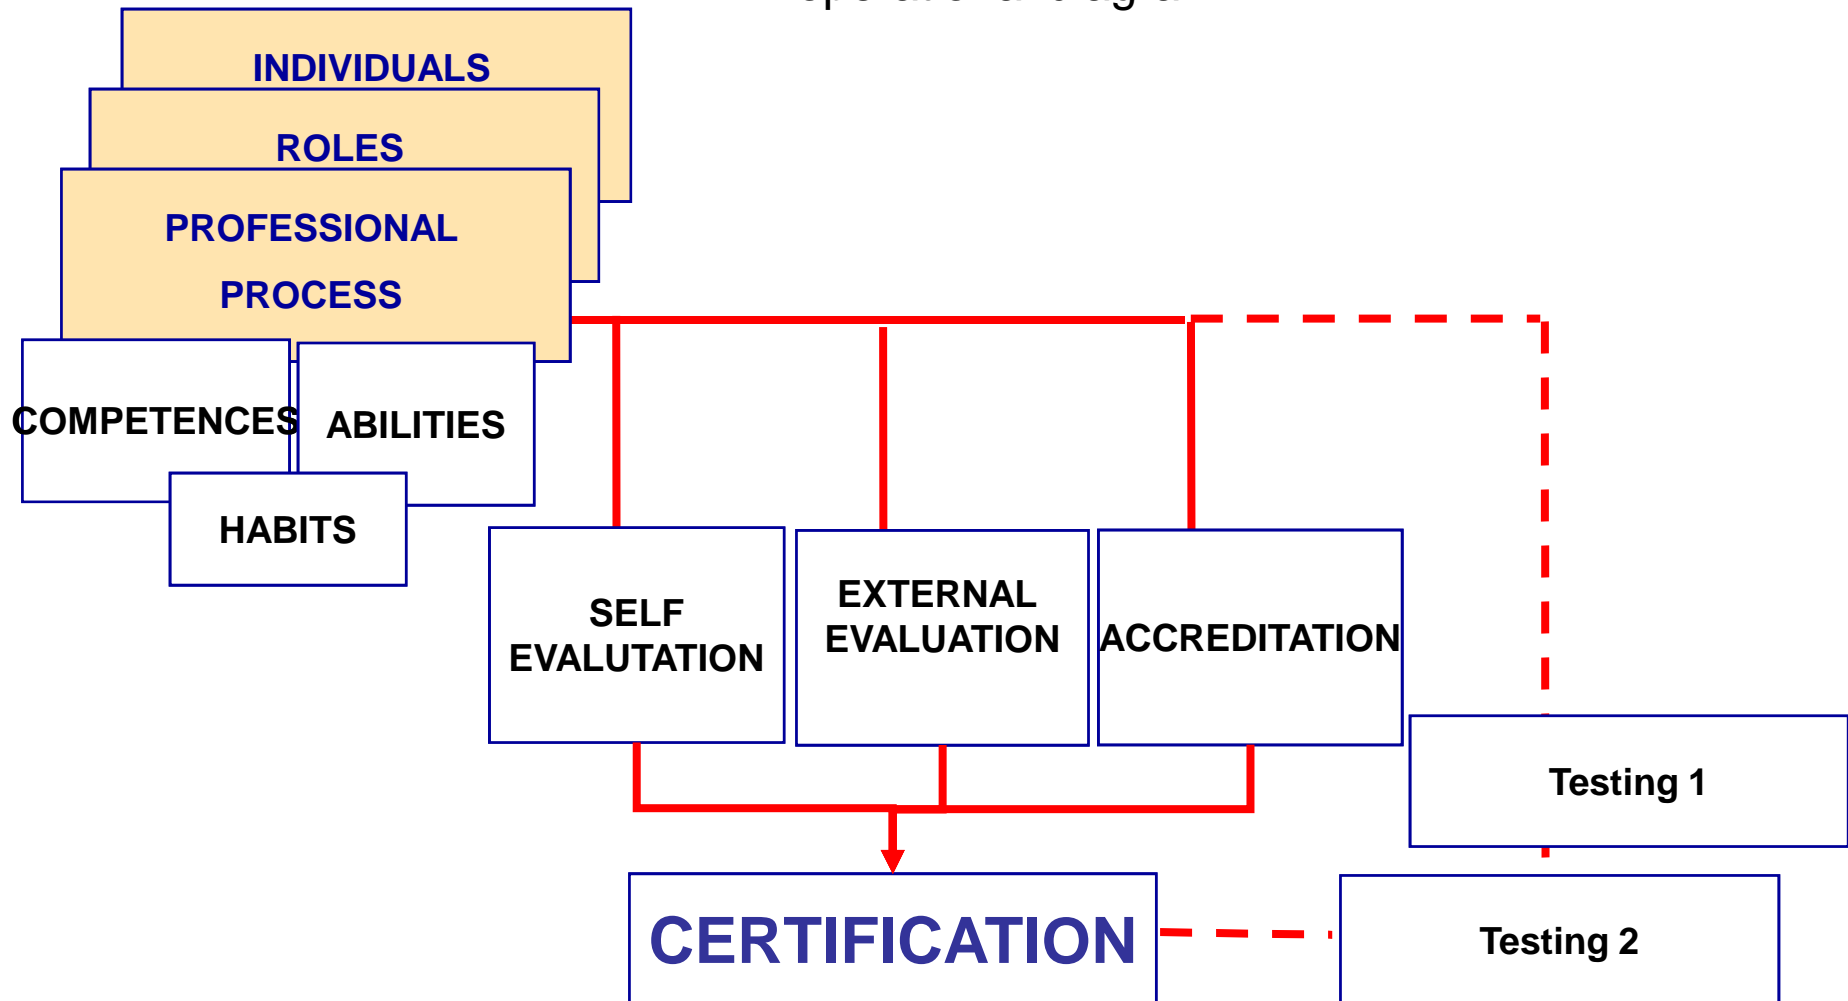 INDIVIDUALS
ROLES
PROFESSIONAL
PROCESS
COMPETENCES
ABILITIES
HABITS
SELF
EVALUTATION
EXTERNAL
EVALUATION
ACCREDITATION
Testing 1
CERTIFICATION
Testing 2